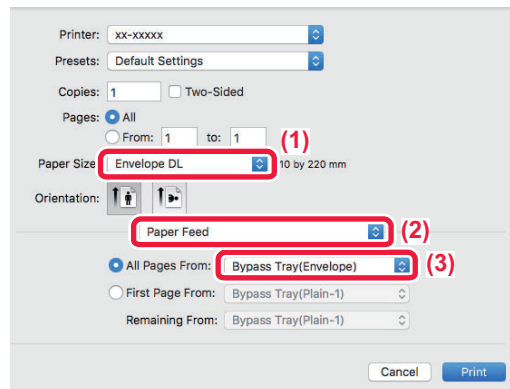 Printer: xx-xxxxx
Presets: Default Settings
Copies: 1 Two-Sided
Pages: All
From: 1 to: 1
(1)
Paper Size Envelope DL 10 by 220 mm
Orientation:
Paper Feed (2)
All Pages From: Bypass Tray(Envelope) (3)
First Page From: Bypass Tray(Plain-1)
Remaining From: Bypass Tray(Plain-1)
Cancel Print